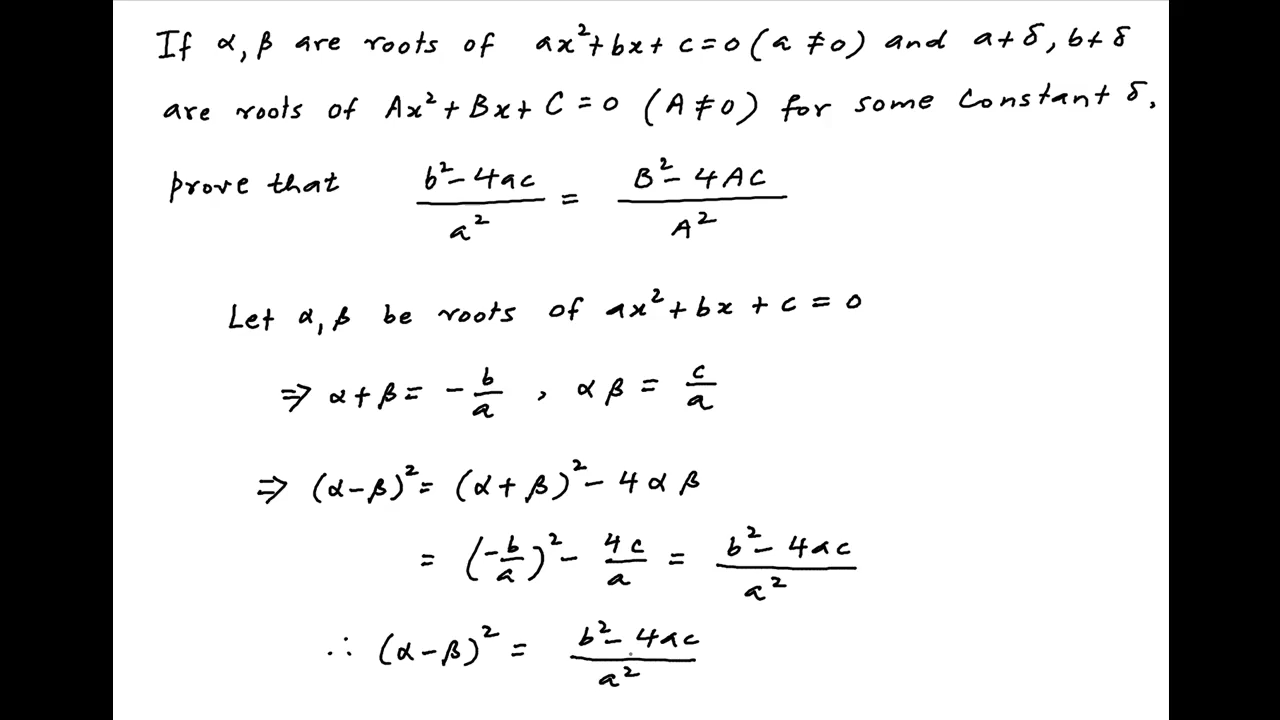 If α, β are roots of ax²+bx+c=0 (a ≠ 0) and a+δ, b+δ
are roots of Ax²+Bx+C=0 (A≠0) for some constant δ,
prove that (b²-4ac)/a² = (B²-4AC)/A²
Let α, β be roots of ax²+bx+c=0
⇒ α+β = -b/a , αβ = c/a
⇒ (α-β)² = (α+β)² - 4αβ
= (-b/a)² - 4c/a = (b²-4ac)/a²
∴ (α-β)² = (b²-4ac)/a²